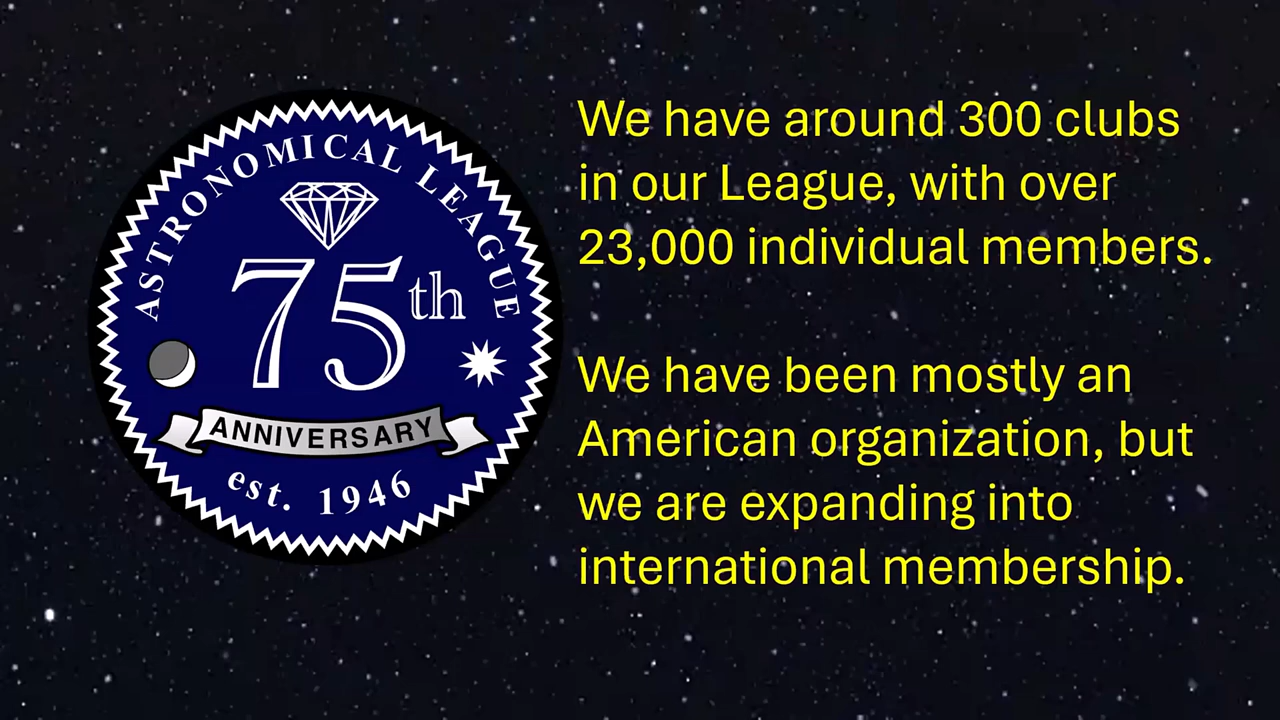 ASTRONOMICAL LEAGUE
75th
ANNIVERSARY
est. 1946
We have around 300 clubs
in our League, with over
23,000 individual members.
We have been mostly an
American organization, but
we are expanding into
international membership.